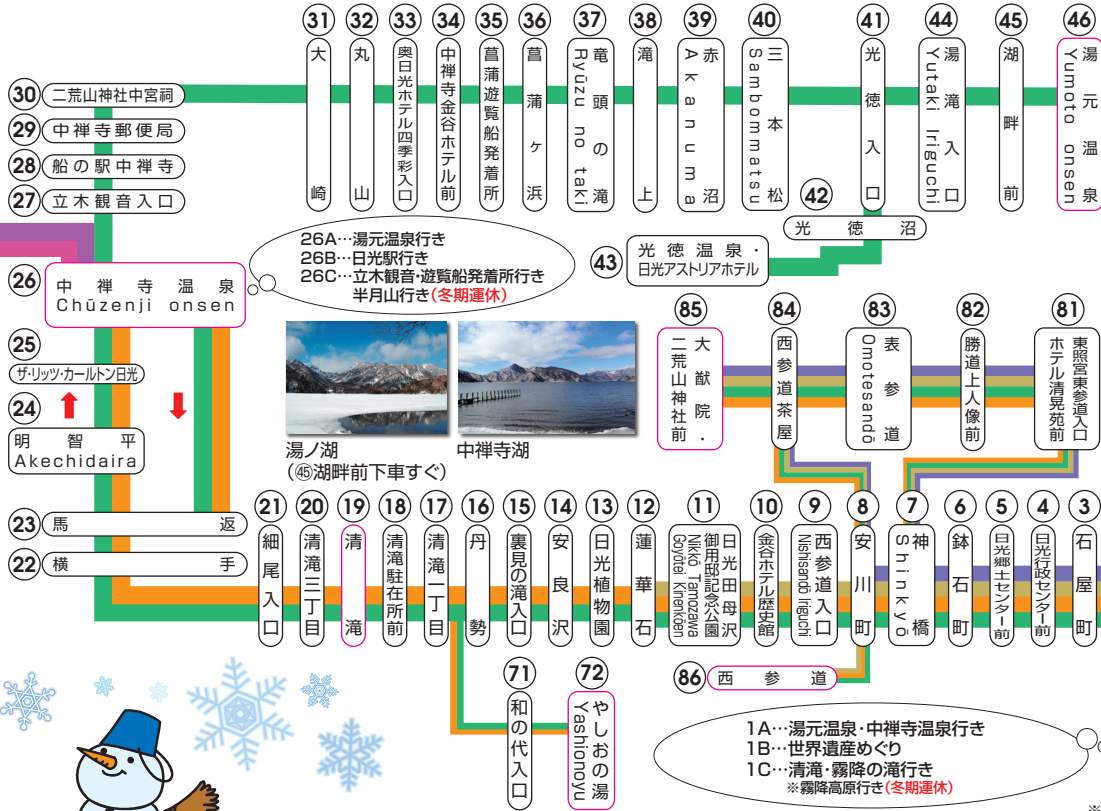 31
大崎
32
丸山
33
奥日光ホテル四季彩入口
34
中禅寺金谷ホテル前
35
菖蒲遊覧船発着所
36
菖蒲ヶ浜
37
竜頭の滝
Ryūzu no taki
38
滝上
39
赤沼
Akanuma
40
三本松
Sambommatsu
41
光徳入口
44
湯滝入口
Yutaki Iriguchi
45
湖畔前
46
湯元温泉
Yumoto onsen
30
二荒山神社中宮祠
29
中禅寺郵便局
28
船の駅中禅寺
27
立木観音入口
42
光徳沼
43
光徳温泉・
日光アストリアホテル
26
中禅寺温泉
Chūzenji onsen
26A…湯元温泉行き
26B…日光駅行き
26C…立木観音・遊覧船発着所行き
半月山行き(冬期運休)
25
ザ・リッツ・カールトン日光
24
明智平
Akechidaira
湯ノ湖
(㊺湖畔前下車すぐ)
中禅寺湖
85
大猷院・
二荒山神社前
84
西参道茶屋
83
表参道
Omotesandō
82
勝道上人像前
81
東照宮東参道入口
ホテル清晃苑前
23
馬返
22
横手
21
細尾入口
20
清滝三丁目
19
清滝
18
清滝駐在所前
17
清滝一丁目
16
丹勢
15
裏見の滝入口
14
安良沢
13
日光植物園
12
蓮華石
11
日光田母沢
御用邸記念公園
Nikkō Tamozawa
Goyōtei Kinenkōen
10
金谷ホテル歴史館
9
西参道入口
Nishisandō Iriguchi
8
安川町
7
神橋
Shinkyō
6
鉢石町
5
日光郷土センター前
4
日光行政センター前
3
石屋町
86
西参道
71
和の代入口
72
やしおの湯
Yashionoyu
1A…湯元温泉・中禅寺温泉行き
1B…世界遺産めぐり
1C…清滝・霧降の滝行き
※霧降高原行き(冬期運休)
※